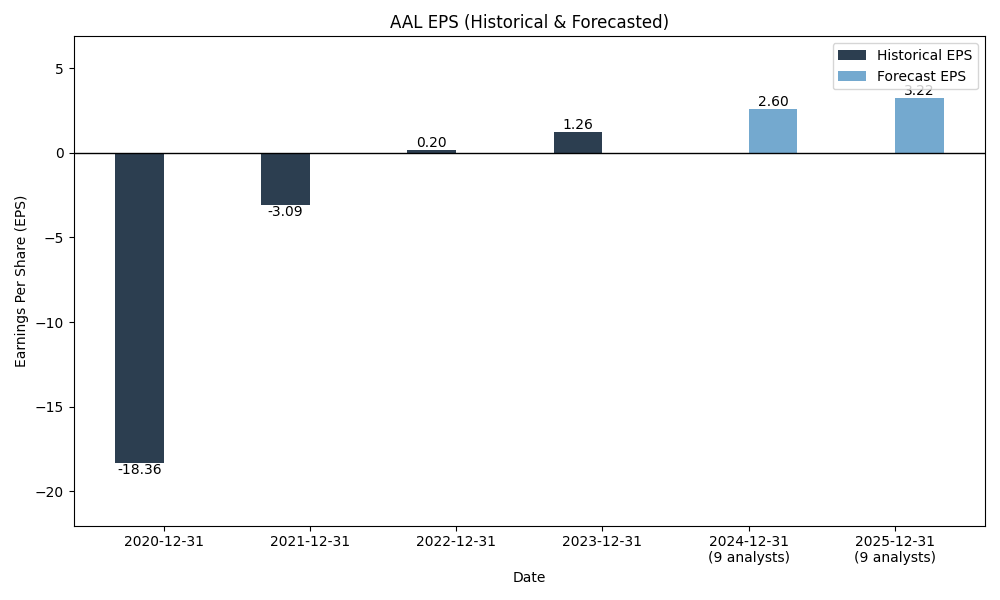 AAL EPS (Historical & Forecasted)
Historical EPS
Forecast EPS
5
0
−5
−10
−15
−20
Earnings Per Share (EPS)
-18.36
-3.09
0.20
1.26
2.60
3.22
2020-12-31
2021-12-31
2022-12-31
2023-12-31
2024-12-31
(9 analysts)
2025-12-31
(9 analysts)
Date